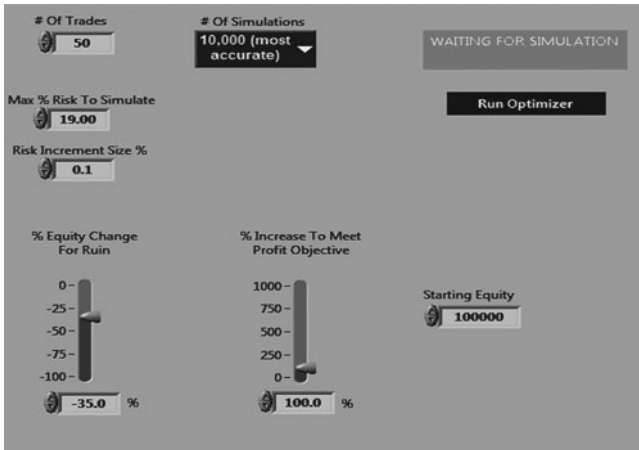 # Of Trades
50
# Of Simulations
10,000 (most
accurate)
WAITING FOR SIMULATION
Run Optimizer
Max % Risk To Simulate
19.00
Risk Increment Size %
0.1
% Equity Change
For Ruin
0
-25
-50
-75
-100
-35.0 %
% Increase To Meet
Profit Objective
1000
750
500
250
0
100.0 %
Starting Equity
100000